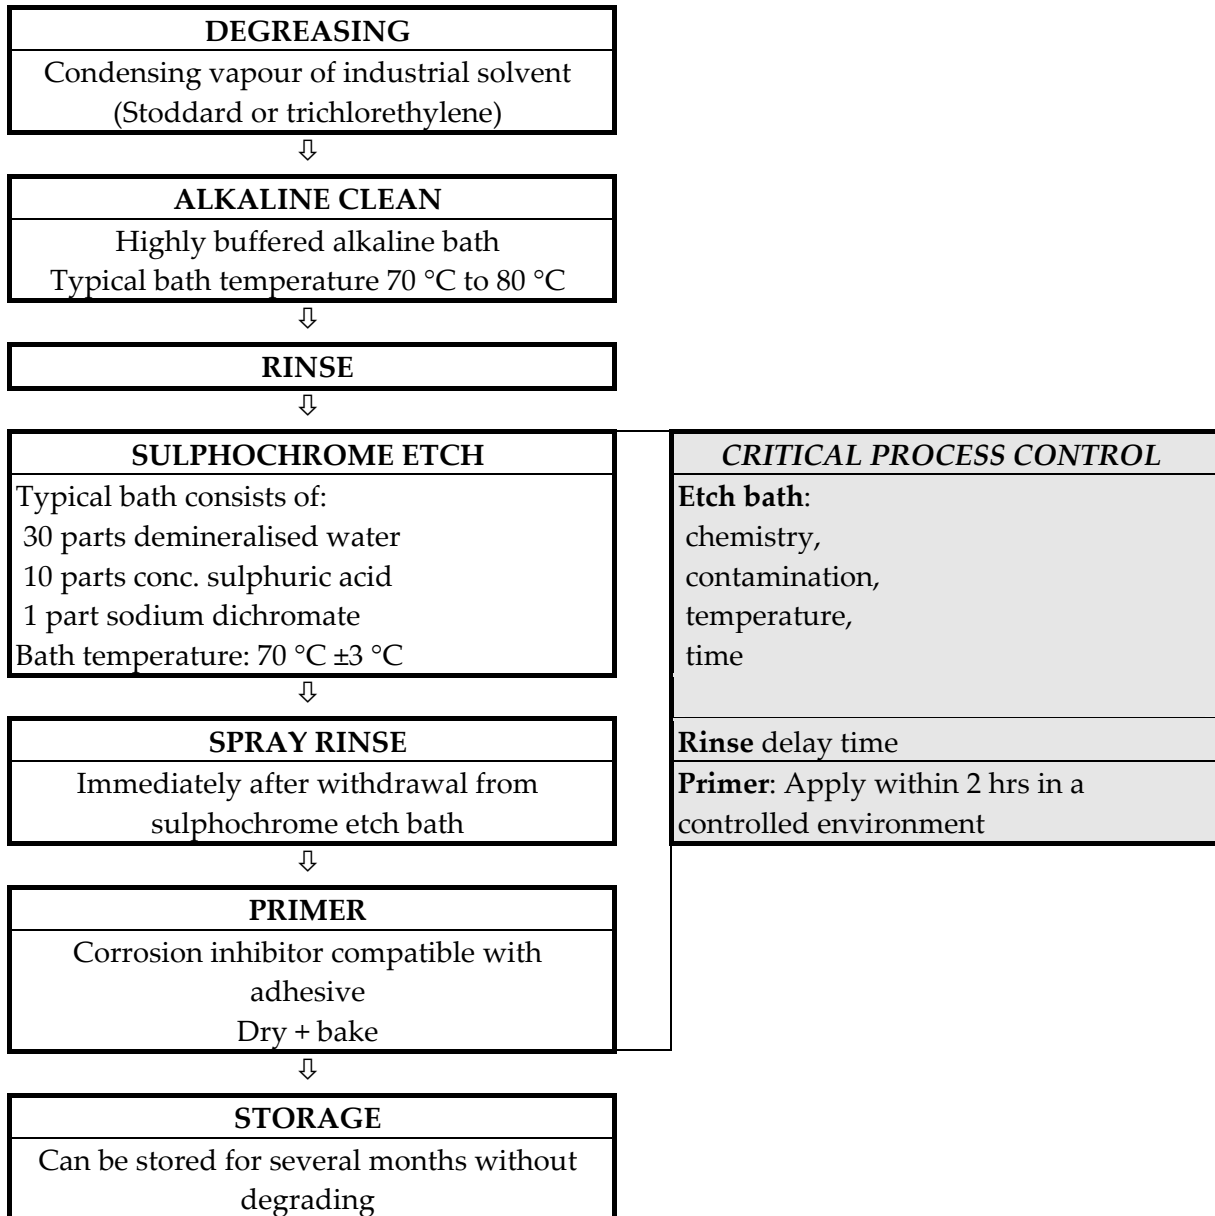 DEGREASING
Condensing vapour of industrial solvent
(Stoddard or trichlorethylene)
⇩
ALKALINE CLEAN
Highly buffered alkaline bath
Typical bath temperature 70 °C to 80 °C
⇩
RINSE
⇩
SULPHOCHROME ETCH
Typical bath consists of:
30 parts demineralised water
10 parts conc. sulphuric acid
1 part sodium dichromate
Bath temperature: 70 °C ±3 °C
⇩
SPRAY RINSE
Immediately after withdrawal from
sulphochrome etch bath
⇩
PRIMER
Corrosion inhibitor compatible with
adhesive
Dry + bake
⇩
STORAGE
Can be stored for several months without
degrading
CRITICAL PROCESS CONTROL
Etch bath:
chemistry,
contamination,
temperature,
time
Rinse delay time
Primer: Apply within 2 hrs in a
controlled environment